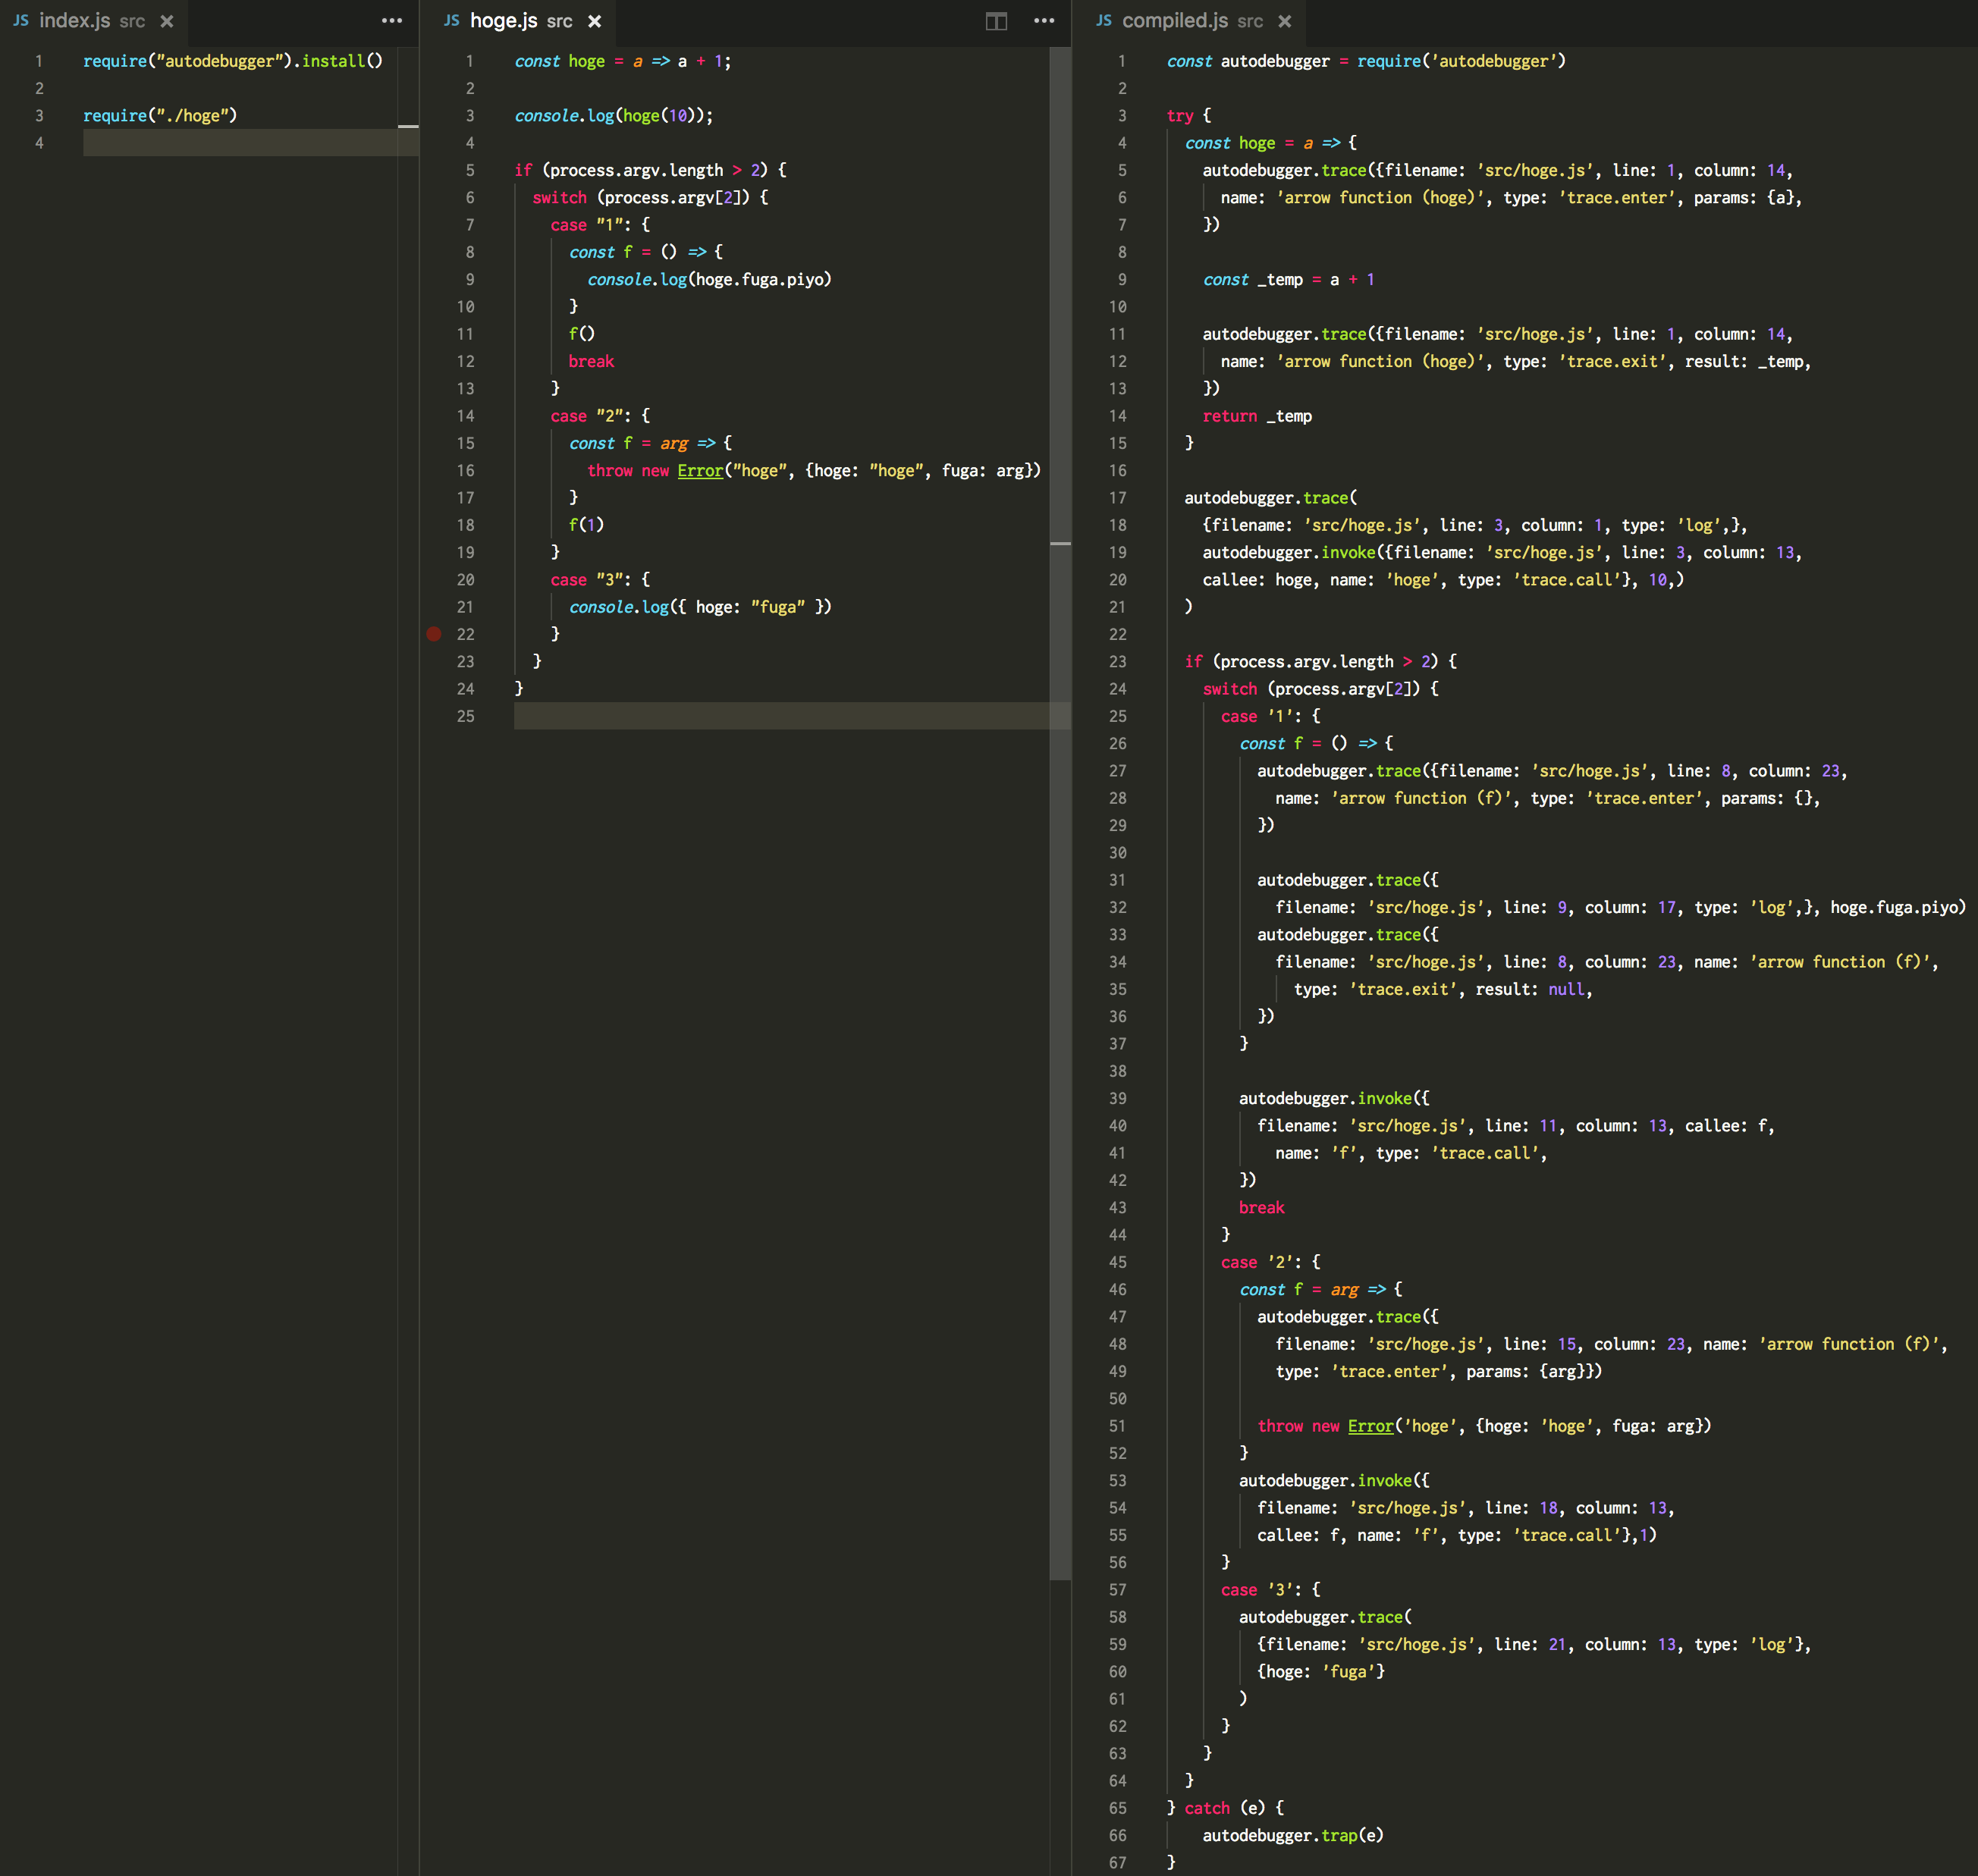 JS index.js src ×
1 require("autodebugger").install()
2
3 require("./hoge")
4
JS hoge.js src ×
1 const hoge = a => a + 1;
2
3 console.log(hoge(10));
4
5 if (process.argv.length > 2) {
6 switch (process.argv[2]) {
7 case "1": {
8 const f = () => {
9 console.log(hoge.fuga.piyo)
10 }
11 f()
12 break
13 }
14 case "2": {
15 const f = arg => {
16 throw new Error("hoge", {hoge: "hoge", fuga: arg})
17 }
18 f(1)
19 }
20 case "3": {
21 console.log({ hoge: "fuga" })
22 }
23 }
24 }
25
JS compiled.js src ×
1 const autodebugger = require('autodebugger')
2
3 try {
4 const hoge = a => {
5 autodebugger.trace({filename: 'src/hoge.js', line: 1, column: 14,
6 name: 'arrow function (hoge)', type: 'trace.enter', params: {a},
7 })
8
9 const _temp = a + 1
10
11 autodebugger.trace({filename: 'src/hoge.js', line: 1, column: 14,
12 name: 'arrow function (hoge)', type: 'trace.exit', result: _temp,
13 })
14 return _temp
15 }
16
17 autodebugger.trace(
18 {filename: 'src/hoge.js', line: 3, column: 1, type: 'log',},
19 autodebugger.invoke({filename: 'src/hoge.js', line: 3, column: 13,
20 callee: hoge, name: 'hoge', type: 'trace.call'}, 10,)
21 )
22
23 if (process.argv.length > 2) {
24 switch (process.argv[2]) {
25 case '1': {
26 const f = () => {
27 autodebugger.trace({filename: 'src/hoge.js', line: 8, column: 23,
28 name: 'arrow function (f)', type: 'trace.enter', params: {},
29 })
30
31 autodebugger.trace({
32 filename: 'src/hoge.js', line: 9, column: 17, type: 'log',}, hoge.fuga.piyo)
33 autodebugger.trace({
34 filename: 'src/hoge.js', line: 8, column: 23, name: 'arrow function (f)',
35 type: 'trace.exit', result: null,
36 })
37 }
38
39 autodebugger.invoke({
40 filename: 'src/hoge.js', line: 11, column: 13, callee: f,
41 name: 'f', type: 'trace.call',
42 })
43 break
44 }
45 case '2': {
46 const f = arg => {
47 autodebugger.trace({
48 filename: 'src/hoge.js', line: 15, column: 23, name: 'arrow function (f)',
49 type: 'trace.enter', params: {arg}})
50
51 throw new Error('hoge', {hoge: 'hoge', fuga: arg})
52 }
53 autodebugger.invoke({
54 filename: 'src/hoge.js', line: 18, column: 13,
55 callee: f, name: 'f', type: 'trace.call'},1)
56 }
57 case '3': {
58 autodebugger.trace(
59 {filename: 'src/hoge.js', line: 21, column: 13, type: 'log'},
60 {hoge: 'fuga'}
61 )
62 }
63 }
64 }
65 } catch (e) {
66 autodebugger.trap(e)
67 }